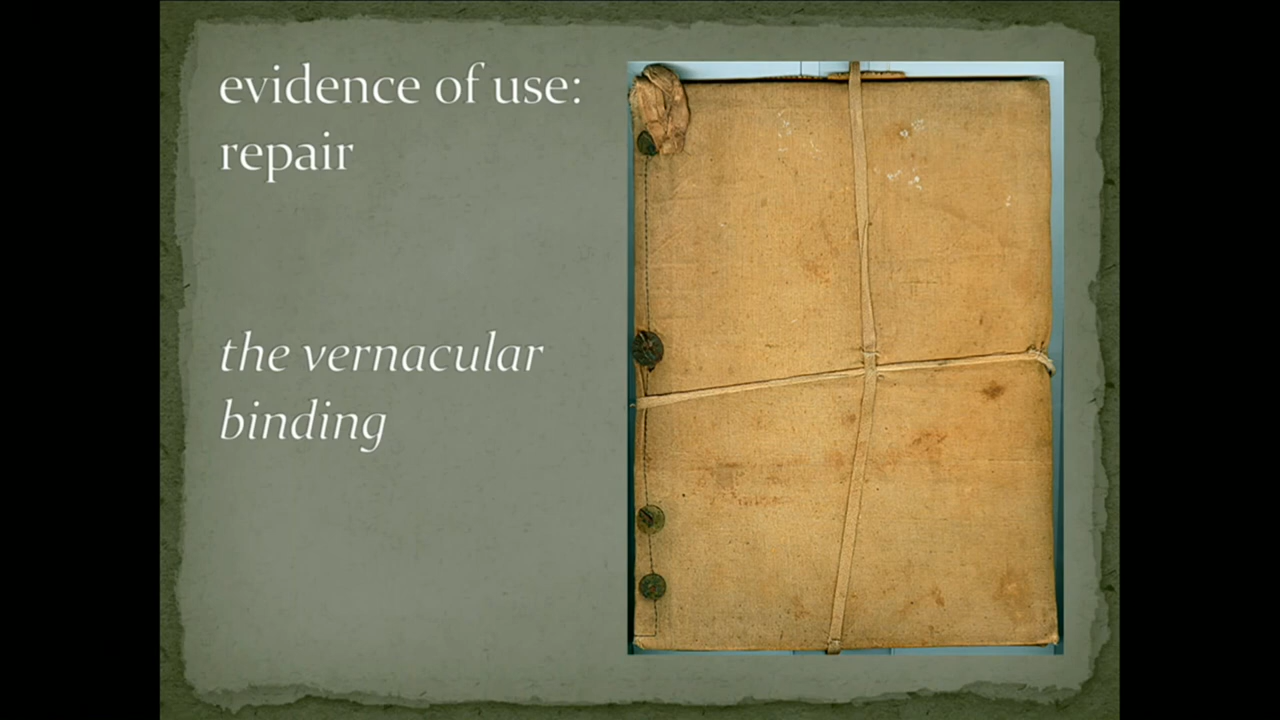 evidence of use:
repair
the vernacular
binding